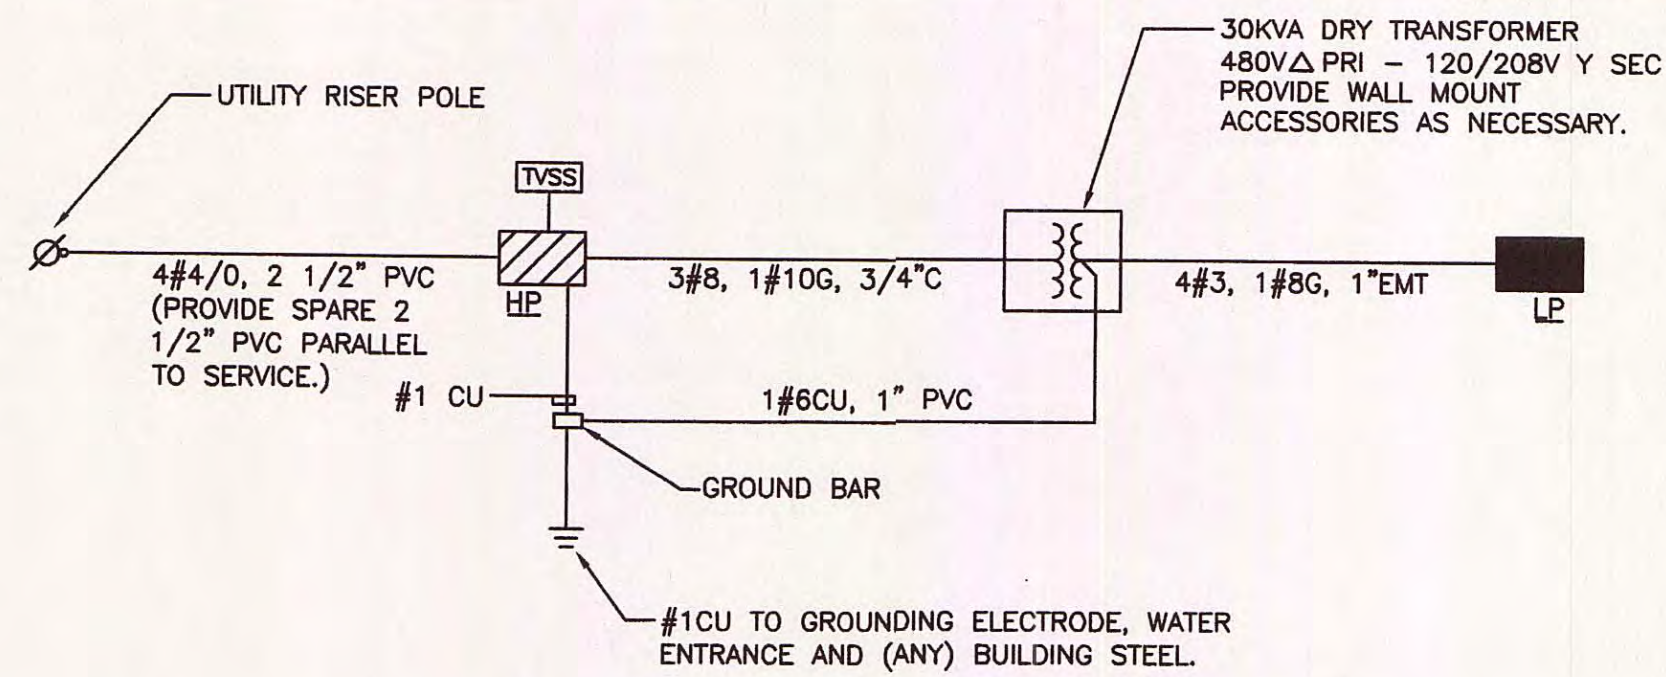 30KVA DRY TRANSFORMER
480V△ PRI – 120/208V Y SEC
PROVIDE WALL MOUNT
ACCESSORIES AS NECESSARY.
UTILITY RISER POLE
TVSS
4#4/0, 2 1/2" PVC
(PROVIDE SPARE 2
1/2" PVC PARALLEL
TO SERVICE.)
HP
3#8, 1#10G, 3/4"C
4#3, 1#8G, 1"EMT
LP
#1 CU
1#6CU, 1" PVC
GROUND BAR
#1CU TO GROUNDING ELECTRODE, WATER
ENTRANCE AND (ANY) BUILDING STEEL.